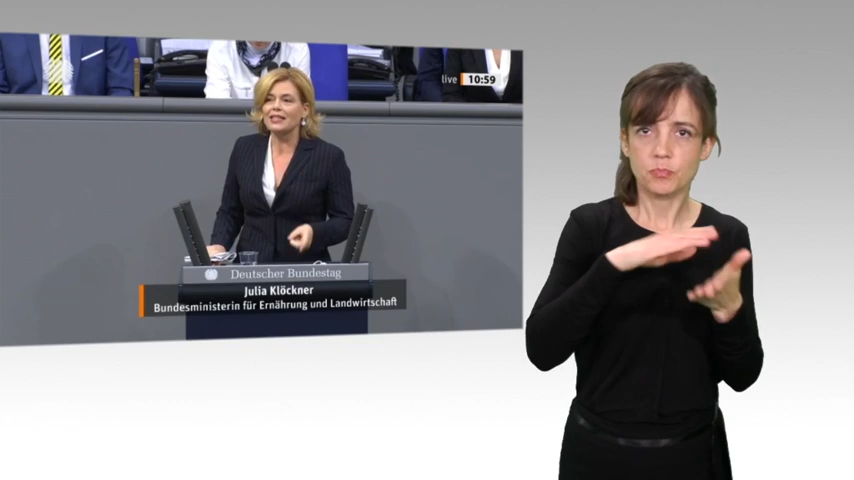 live 10:59
Deutscher Bundestag
Julia Klöckner
Bundesministerin für Ernährung und Landwirtschaft